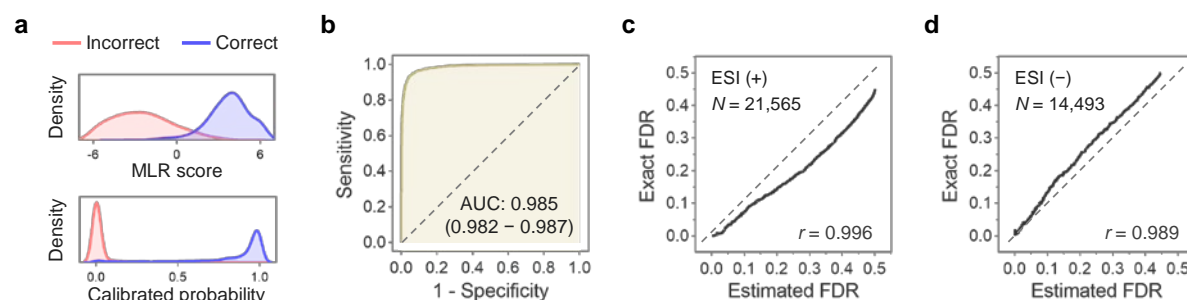 a
Incorrect
Correct
Density
-6
0
6
MLR score
Density
0.0
0.5
1.0
Calibrated probability
b
Sensitivity
1.0
0.8
0.6
0.4
0.2
0.0
AUC: 0.985
(0.982 − 0.987)
0.0 0.2 0.4 0.6 0.8 1.0
1 - Specificity
c
Exact FDR
0.5
0.4
0.3
0.2
0.1
0.0
ESI (+)
N = 21,565
r = 0.996
0.0 0.1 0.2 0.3 0.4 0.5
Estimated FDR
d
Exact FDR
0.5
0.4
0.3
0.2
0.1
0.0
ESI (−)
N = 14,493
r = 0.989
0.0 0.1 0.2 0.3 0.4 0.5
Estimated FDR